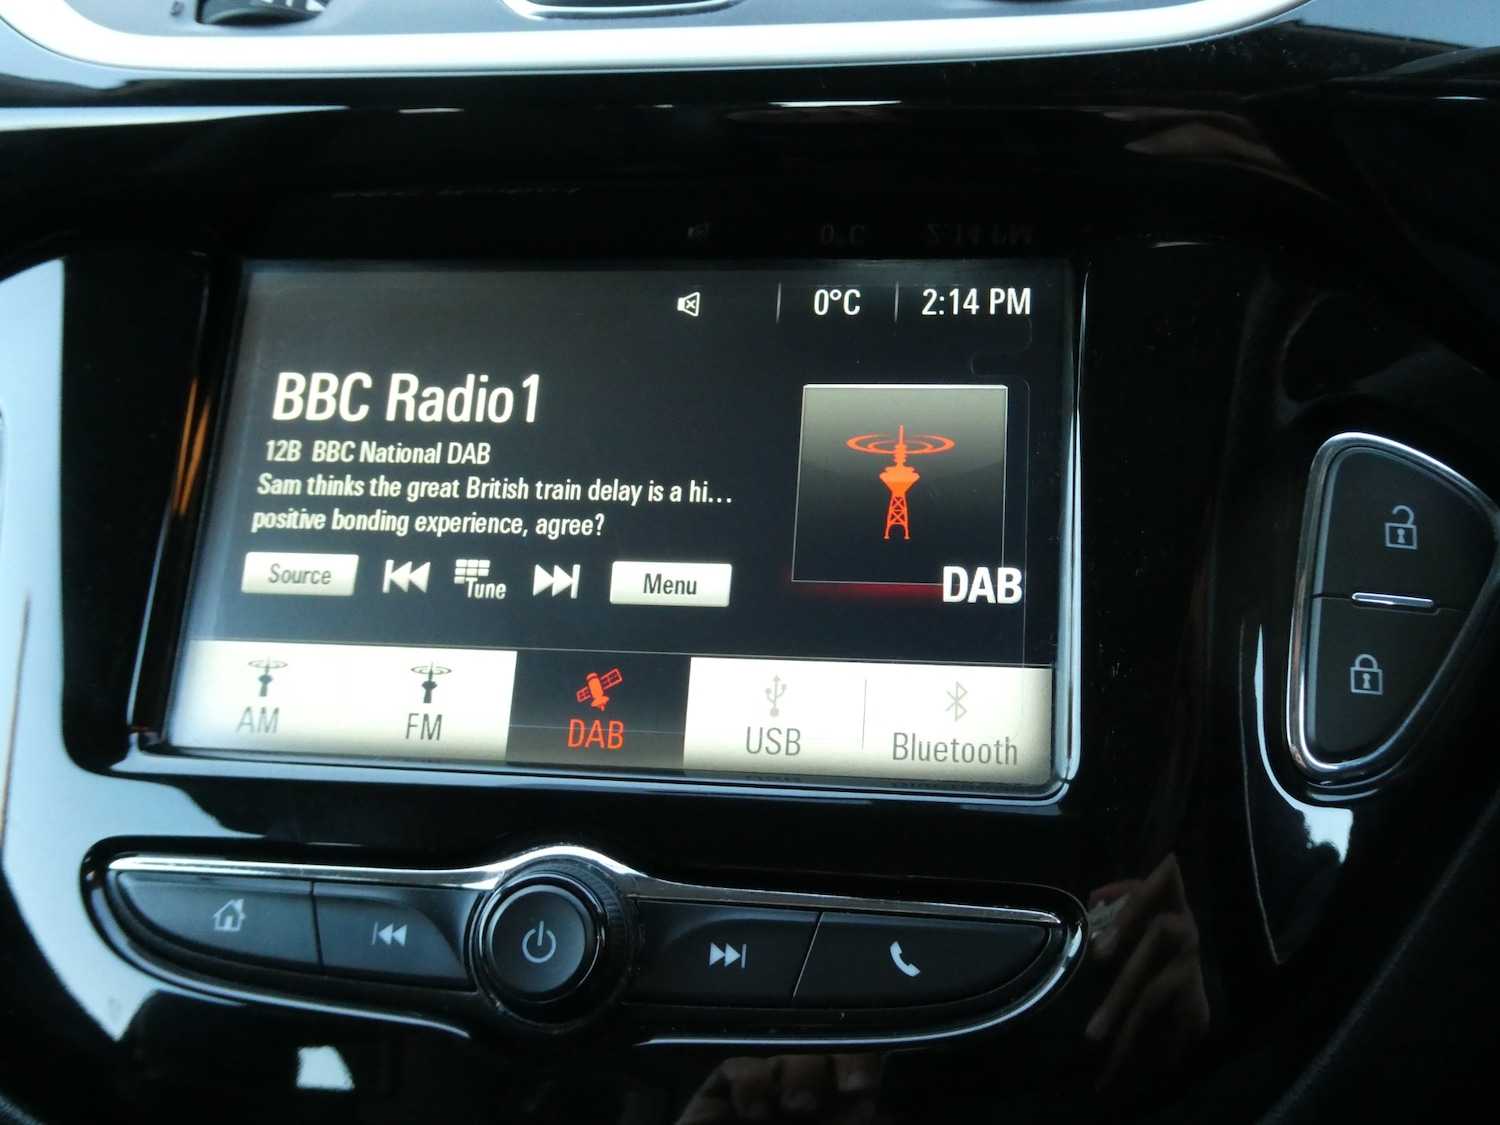 0°C 2:14 PM
BBC Radio1
12B BBC National DAB
Sam thinks the great British train delay is a hi...
positive bonding experience, agree?
Source Tune Menu
DAB
AM FM DAB USB Bluetooth